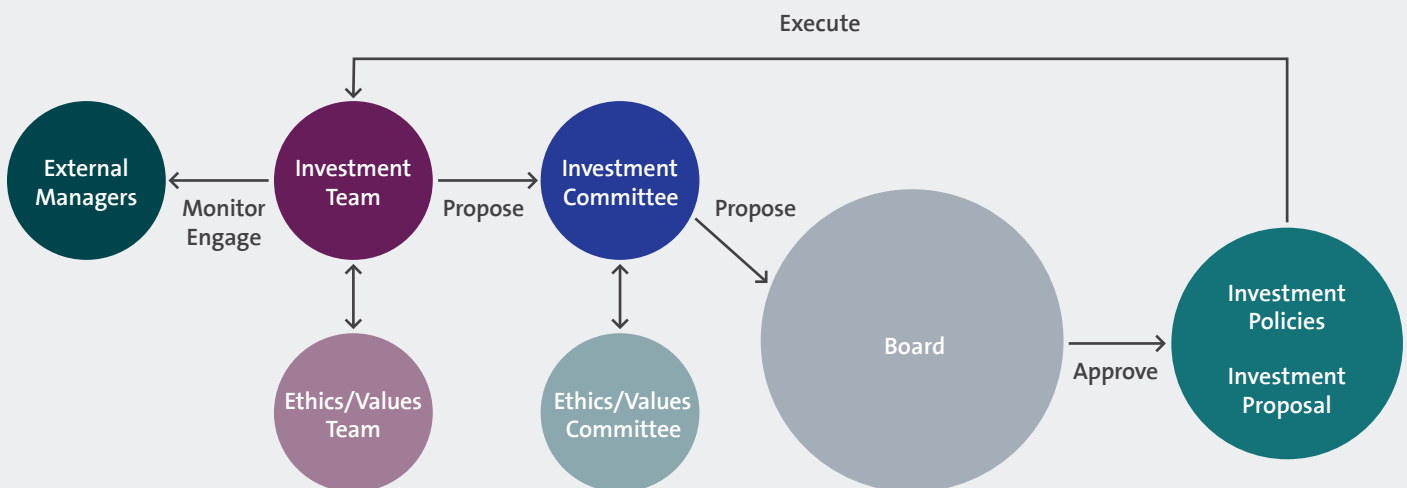 Execute
External
Managers
Monitor
Engage
Investment
Team
Propose
Investment
Committee
Propose
Ethics/Values
Team
Ethics/Values
Committee
Board
Approve
Investment
Policies
Investment
Proposal